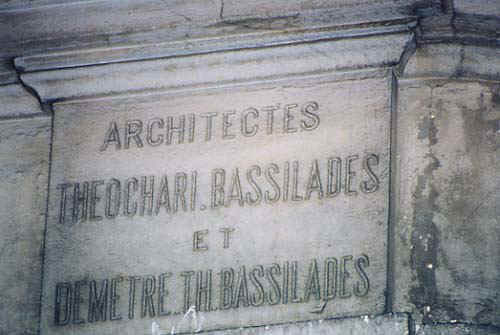 ARCHITECTES
THEOCHARI.BASSILADES
ET
DEMETRE TH.BASSILADES